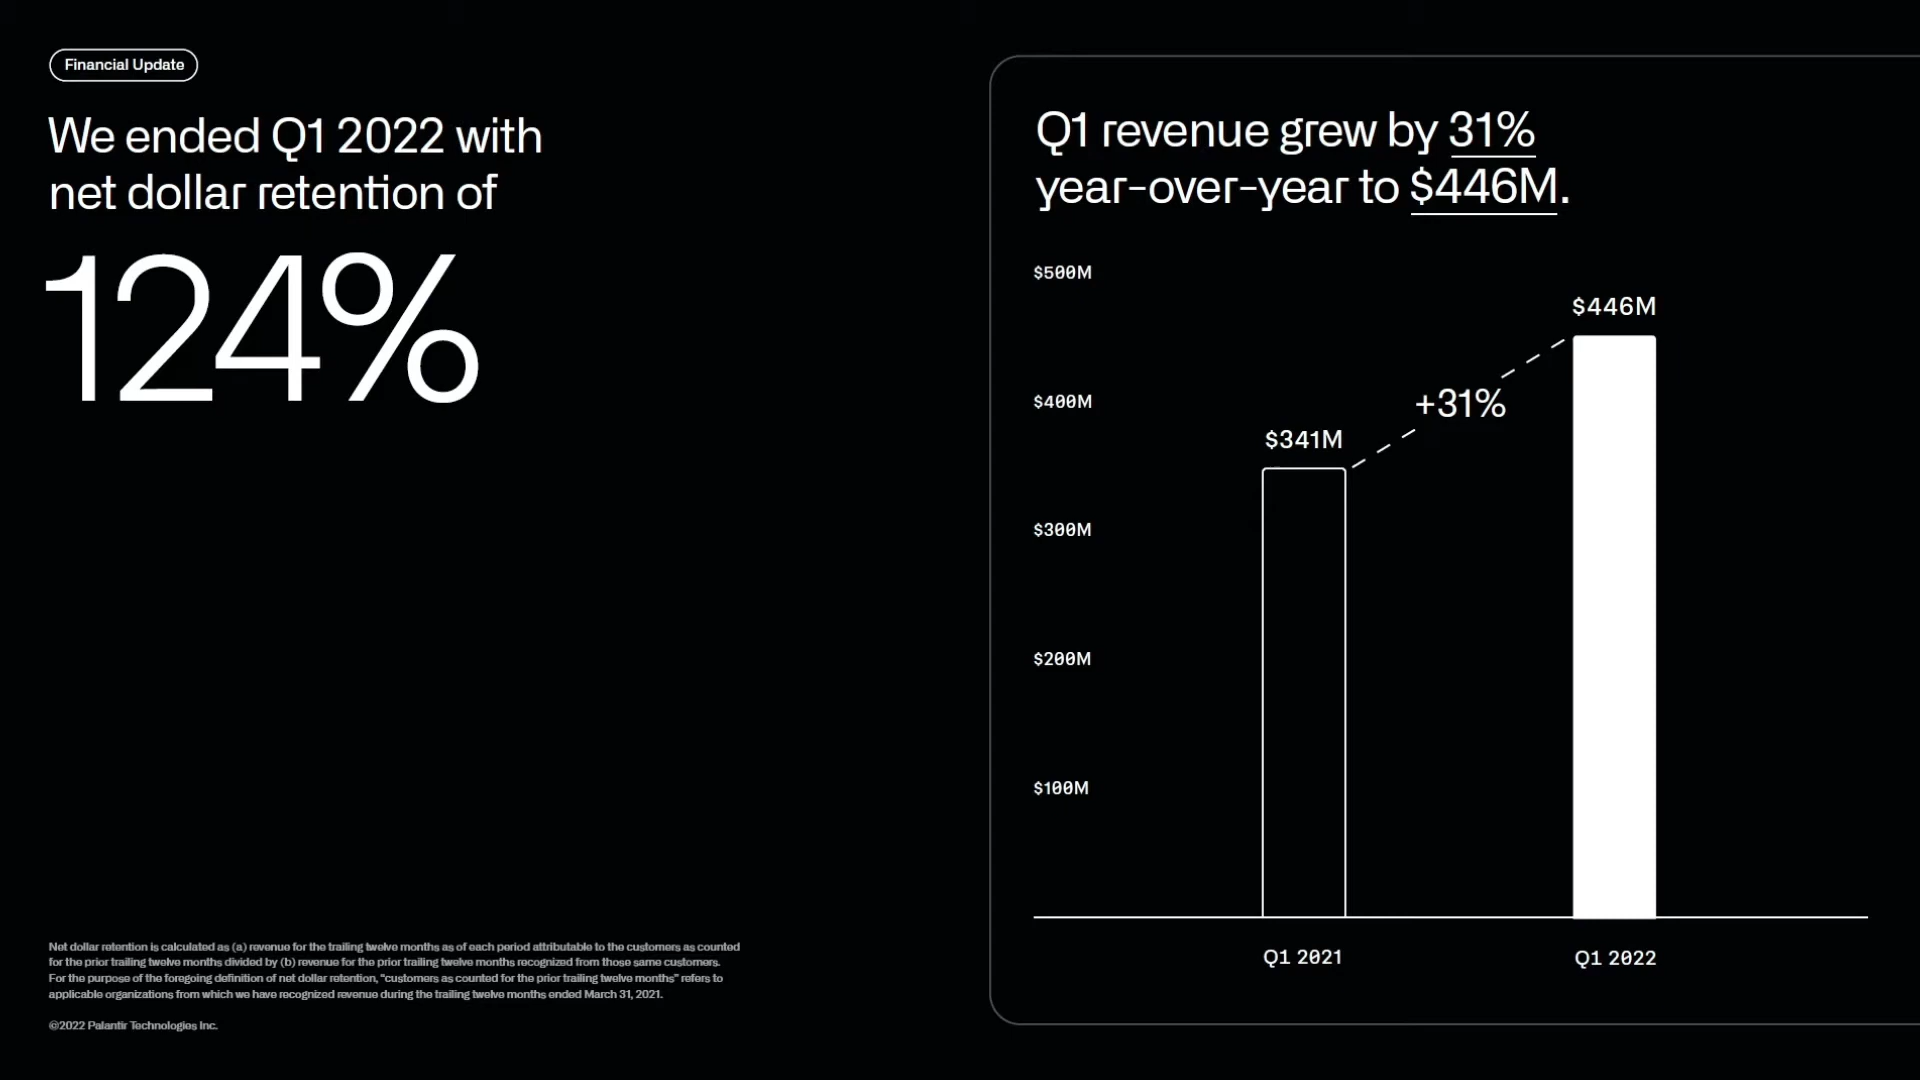 Financial Update
We ended Q1 2022 with
net dollar retention of
124%
Net dollar retention is calculated as (a) revenue for the trailing twelve months as of each period attributable to the customers as counted
for the prior trailing twelve months divided by (b) revenue for the prior trailing twelve months recognized from those same customers.
For the purpose of the foregoing definition of net dollar retention, “customers as counted for the prior trailing twelve months” refers to
applicable organizations from which we have recognized revenue during the trailing twelve months ended March 31, 2021.
©2022 Palantir Technologies Inc.
Q1 revenue grew by 31%
year-over-year to $446M.
$500M
$446M
$400M
+31%
$341M
$300M
$200M
$100M
Q1 2021
Q1 2022